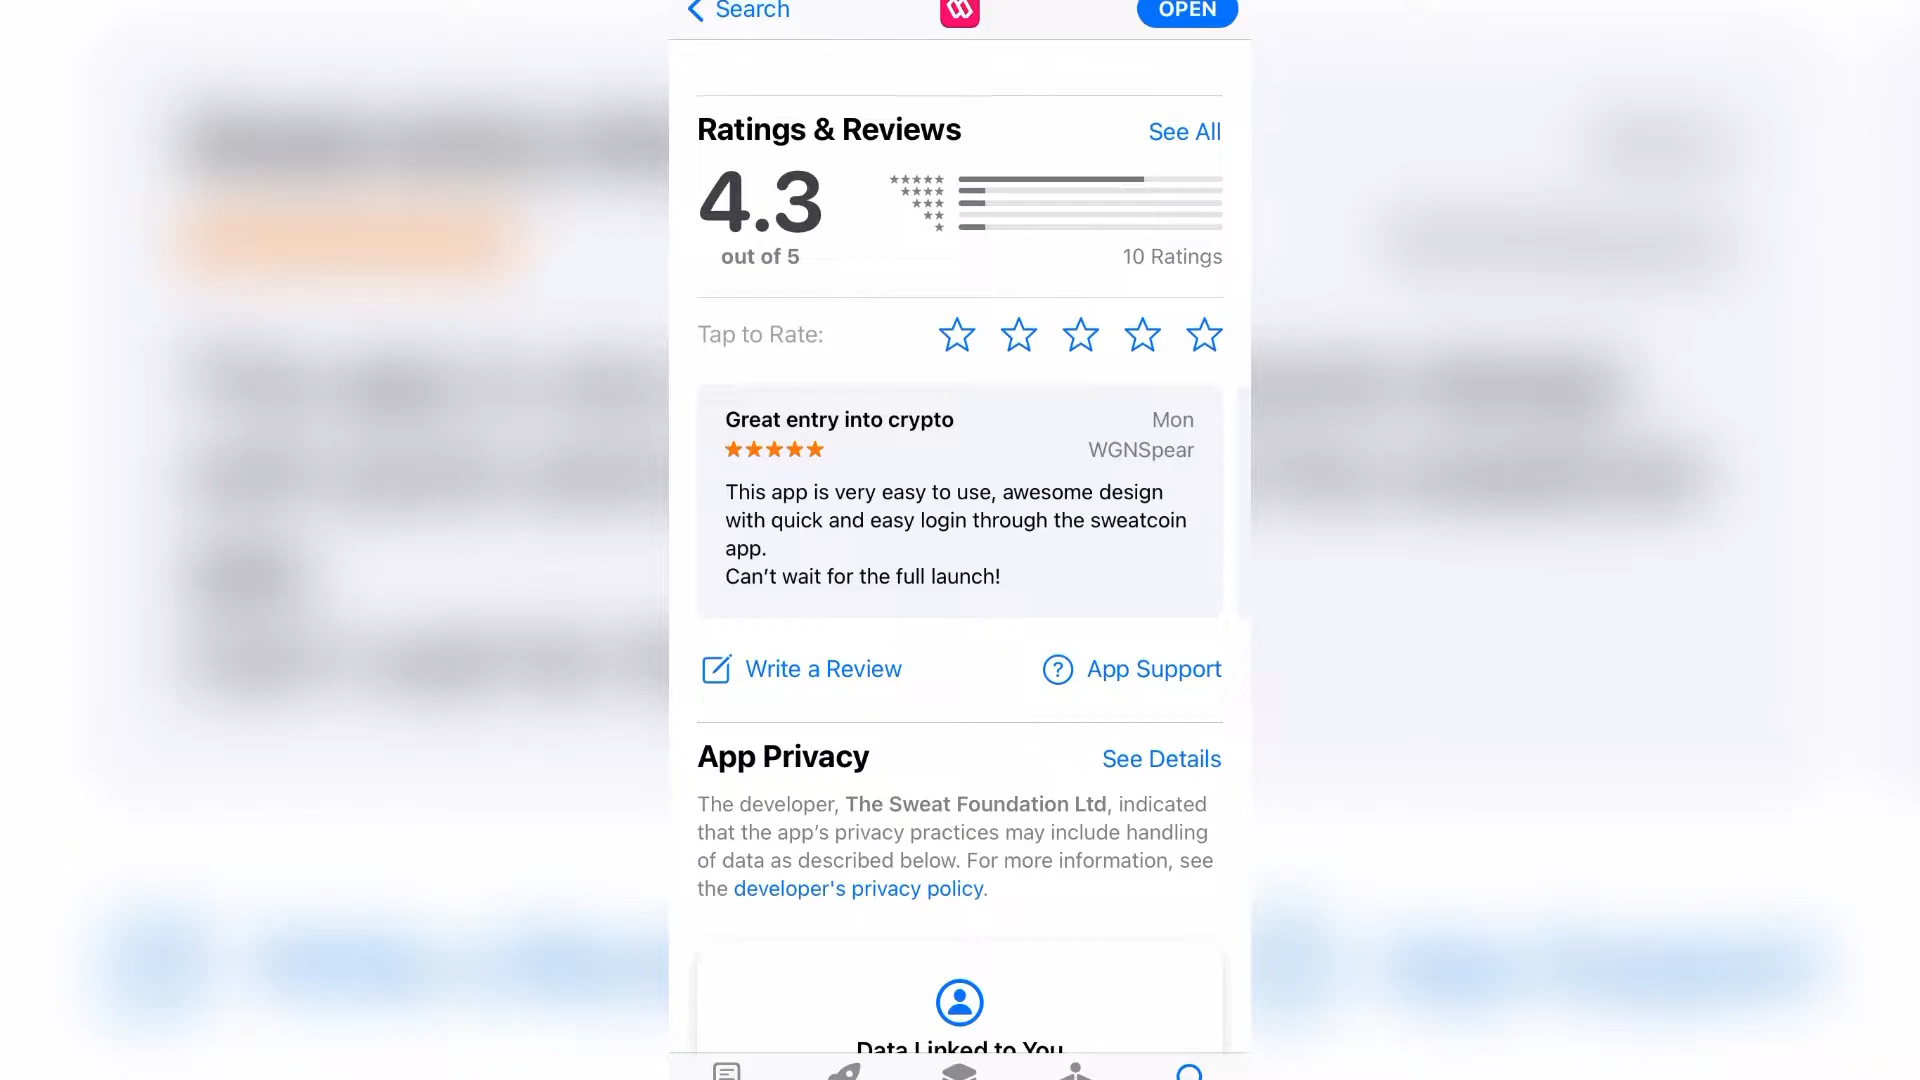 Search
OPEN
Ratings & Reviews
See All
4.3
out of 5
10 Ratings
Tap to Rate:
Great entry into crypto
Mon
WGNSpear
This app is very easy to use, awesome design
with quick and easy login through the sweatcoin
app.
Can't wait for the full launch!
Write a Review
? App Support
App Privacy
See Details
The developer, The Sweat Foundation Ltd, indicated
that the app's privacy practices may include handling
of data as described below. For more information, see
the developer's privacy policy.
Data Linked to You